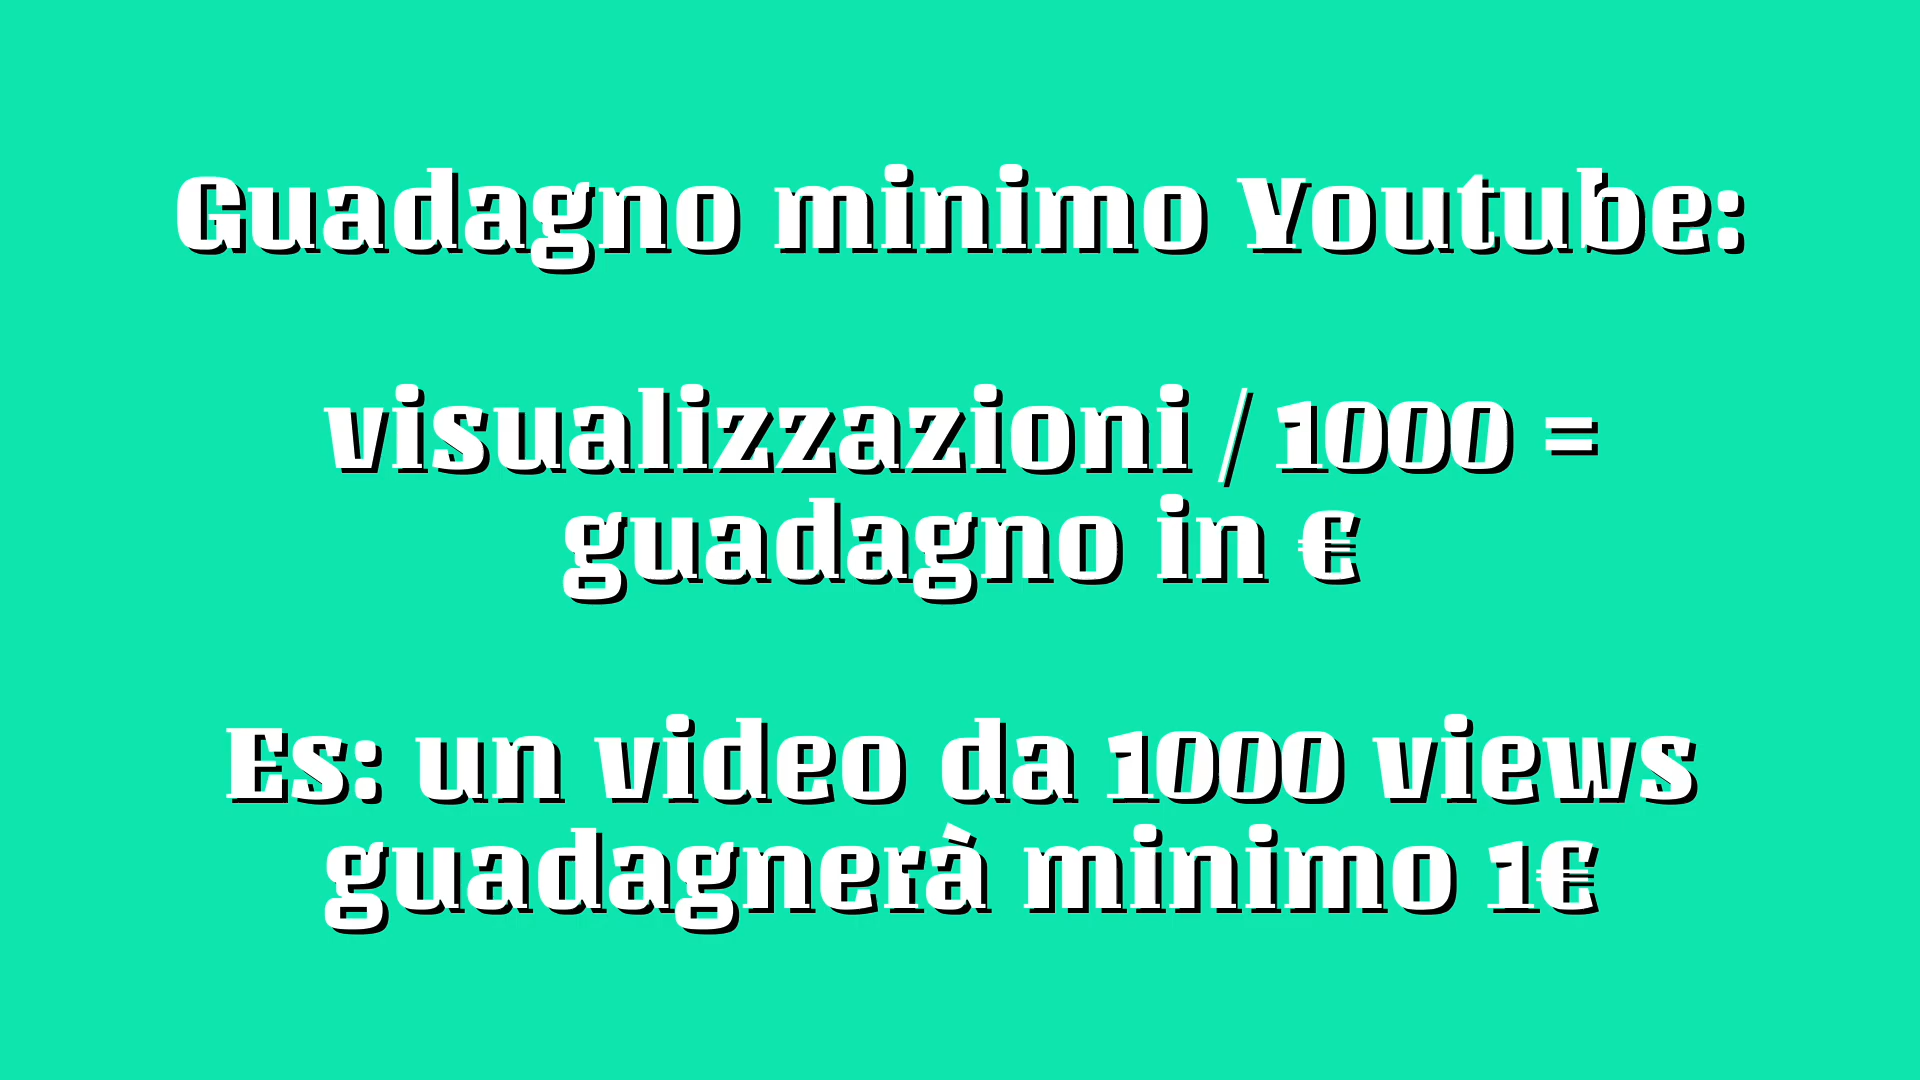 Guadagno minimo Youtube:
visualizzazioni / 1000 =
guadagno in €
Es: un video da 1000 views
guadagnerà minimo 1€